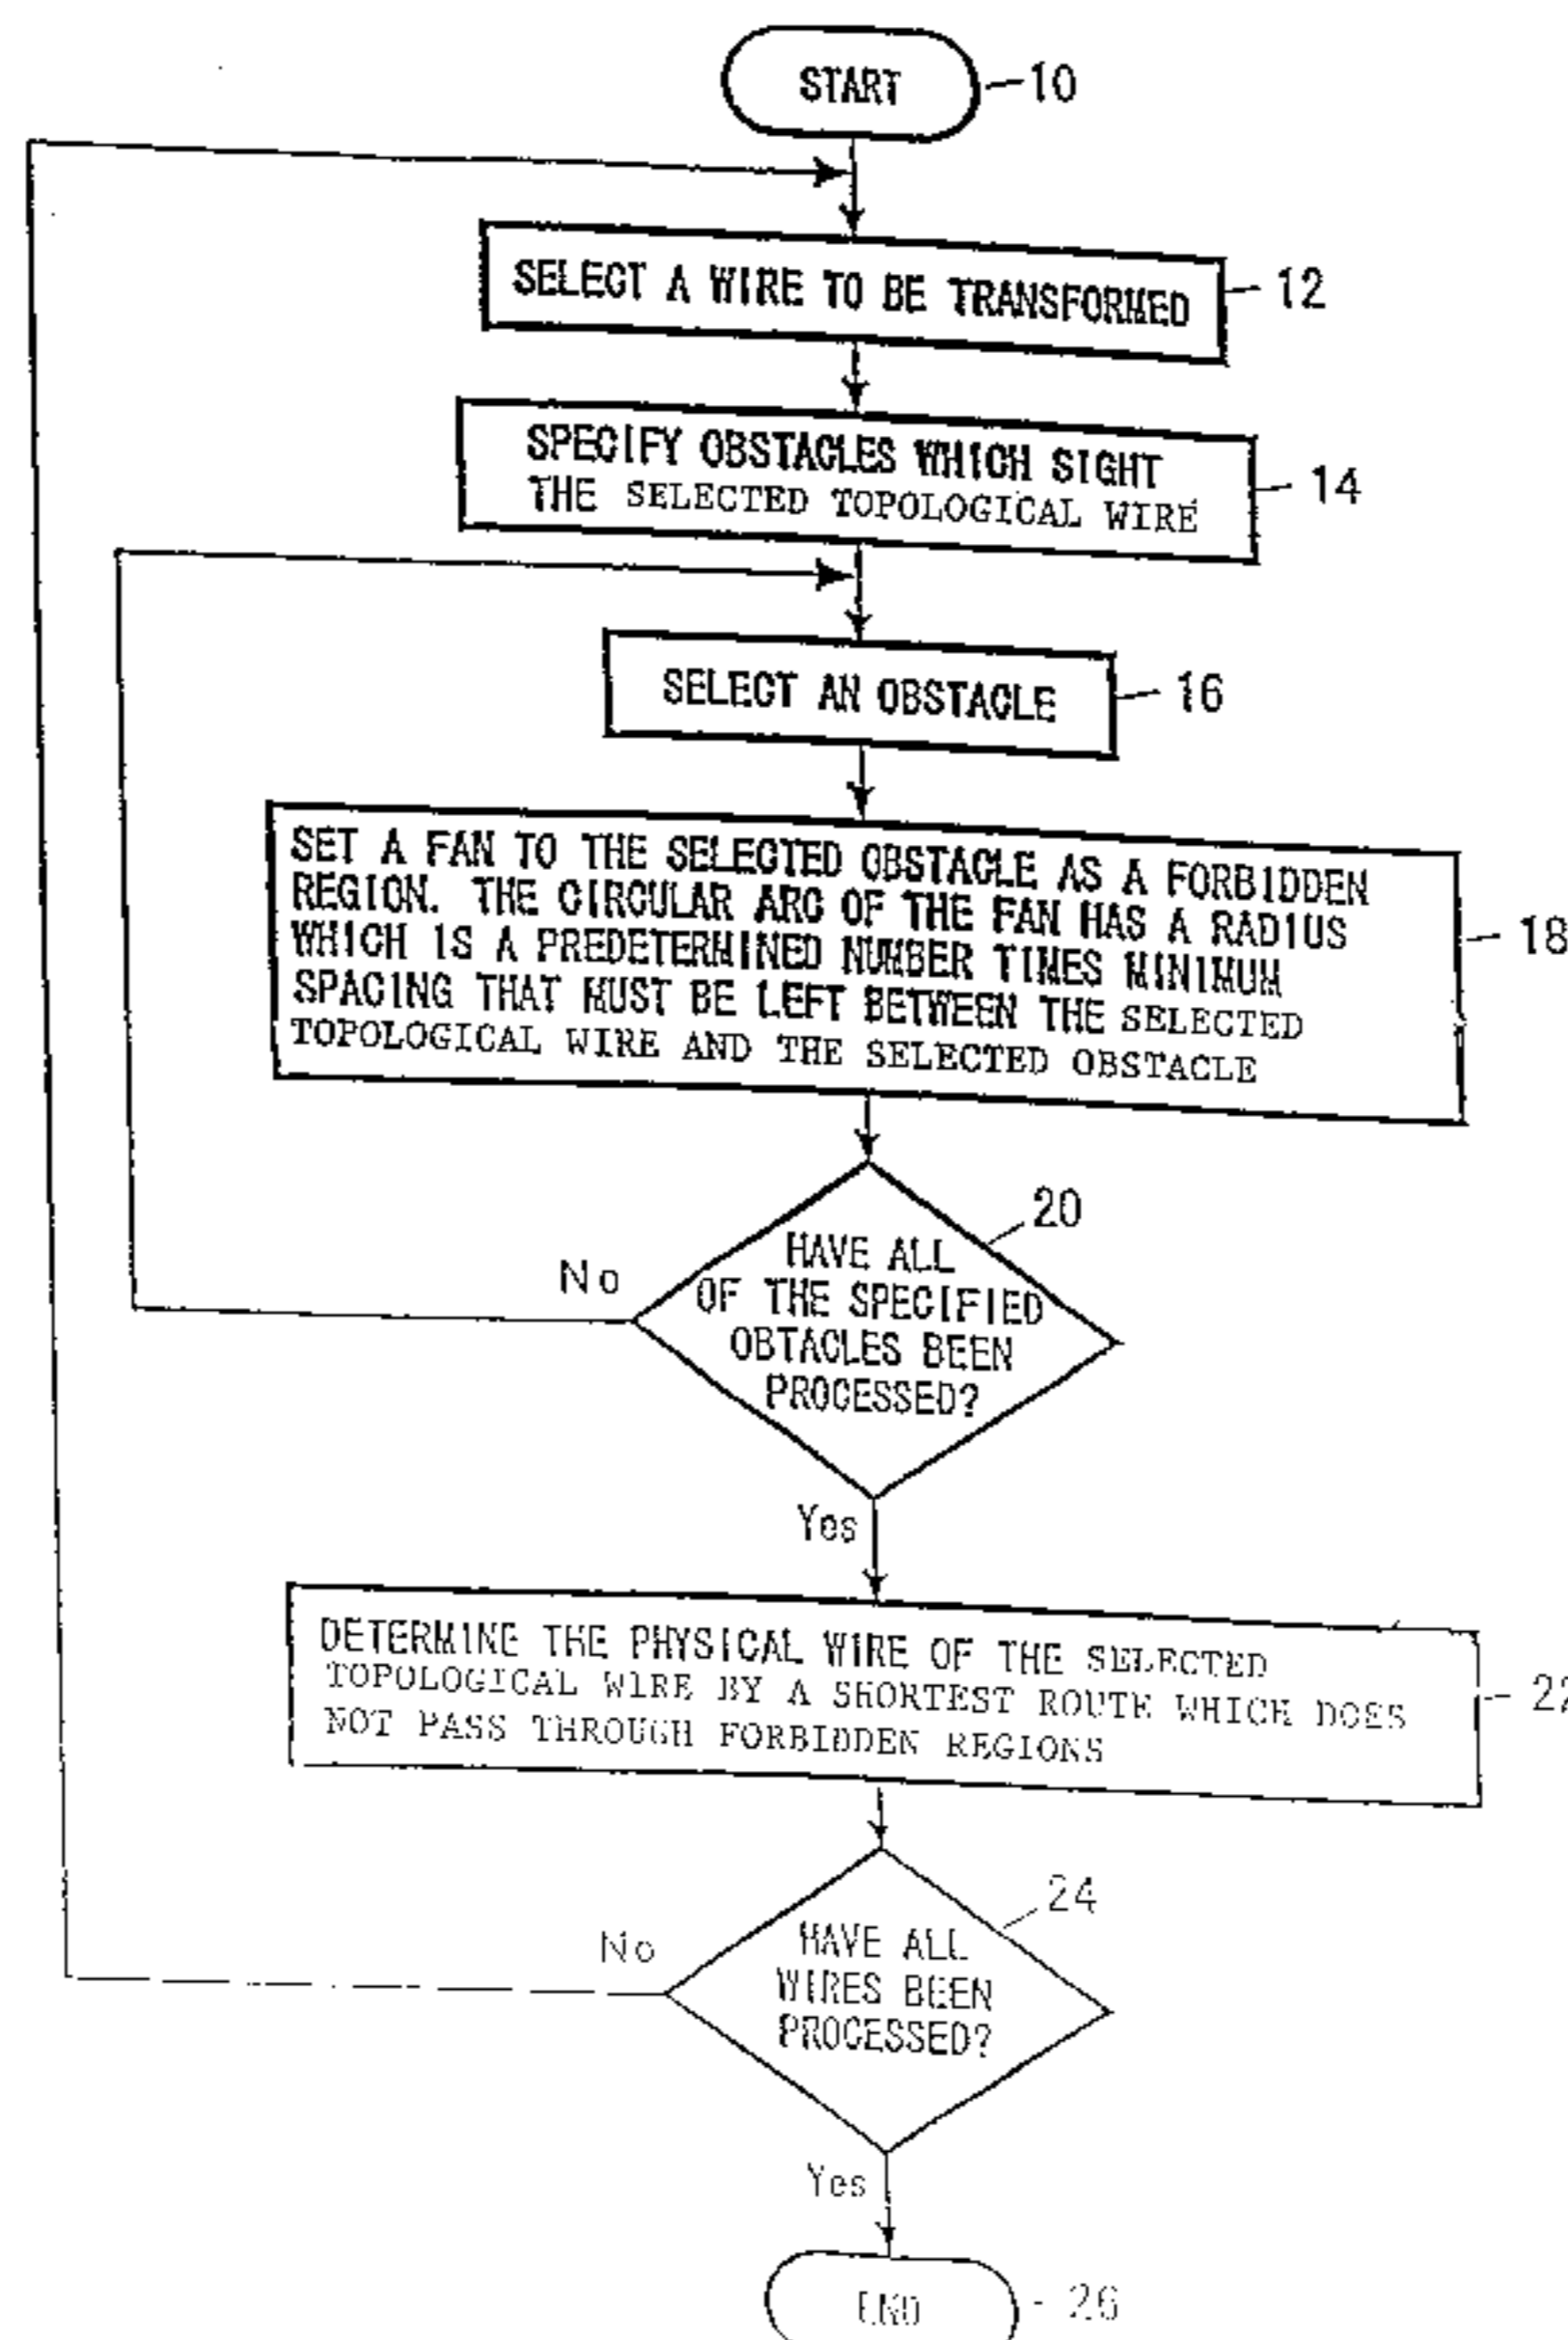 START
10
SELECT A WIRE TO BE TRANSFORMED
12
SPECIFY OBSTACLES WHICH SIGHT
THE SELECTED TOPOLOGICAL WIRE
14
SELECT AN OBSTACLE
16
SET A FAN TO THE SELECTED OBSTACLE AS A FORBIDDEN
REGION. THE CIRCULAR ARC OF THE FAN HAS A RADIUS
WHICH IS A PREDETERMINED NUMBER TIMES MINIMUM
SPACING THAT MUST BE LEFT BETWEEN THE SELECTED
TOPOLOGICAL WIRE AND THE SELECTED OBSTACLE
18
20
HAVE ALL
OF THE SPECIFIED
OBTACLES BEEN
PROCESSED?
No
Yes
DETERMINE THE PHYSICAL WIRE OF THE SELECTED
TOPOLOGICAL WIRE BY A SHORTEST ROUTE WHICH DOES
NOT PASS THROUGH FORBIDDEN REGIONS
22
24
HAVE ALL
WIRES BEEN
PROCESSED?
No
Yes
END
26